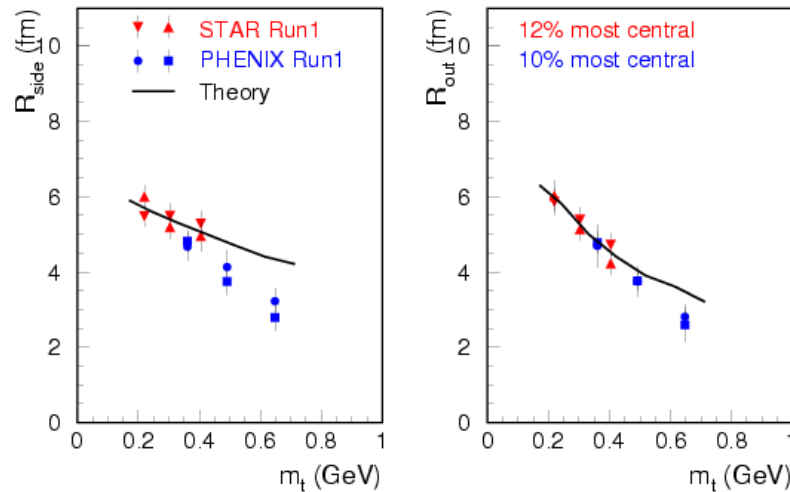 R_side (fm)
10
8
6
4
2
0
STAR Run1
PHENIX Run1
Theory
0 0.2 0.4 0.6 0.8 1
m_t (GeV)
R_out (fm)
10
8
6
4
2
0
12% most central
10% most central
0 0.2 0.4 0.6 0.8 1
m_t (GeV)